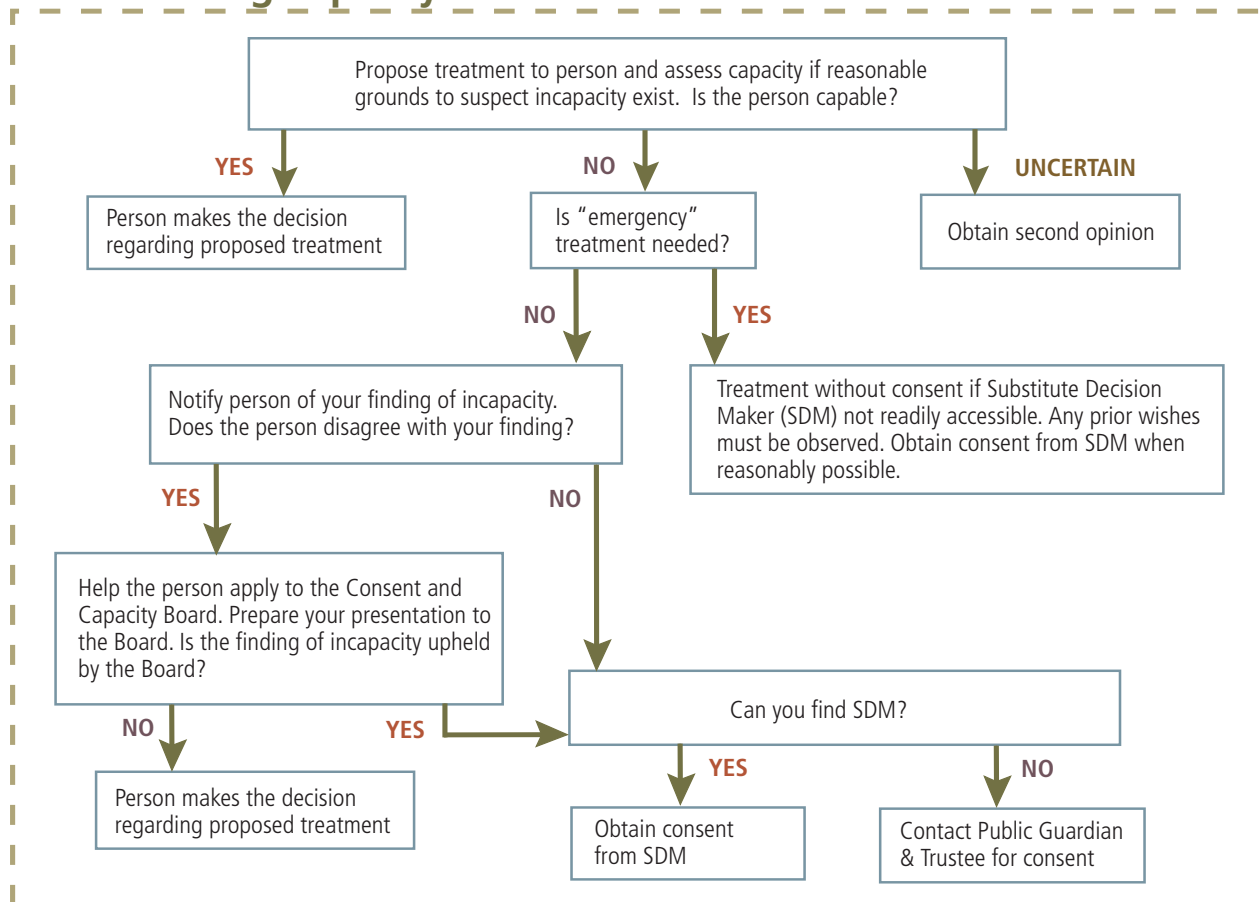 Propose treatment to person and assess capacity if reasonable
grounds to suspect incapacity exist.  Is the person capable?
YES
NO
UNCERTAIN
Person makes the decision
regarding proposed treatment
Is “emergency”
treatment needed?
Obtain second opinion
NO
YES
Notify person of your finding of incapacity.
Does the person disagree with your finding?
Treatment without consent if Substitute Decision
Maker (SDM) not readily accessible. Any prior wishes
must be observed. Obtain consent from SDM when
reasonably possible.
YES
NO
Help the person apply to the Consent and
Capacity Board. Prepare your presentation to
the Board. Is the finding of incapacity upheld
by the Board?
Can you find SDM?
NO
YES
YES
NO
Person makes the decision
regarding proposed treatment
Obtain consent
from SDM
Contact Public Guardian
& Trustee for consent